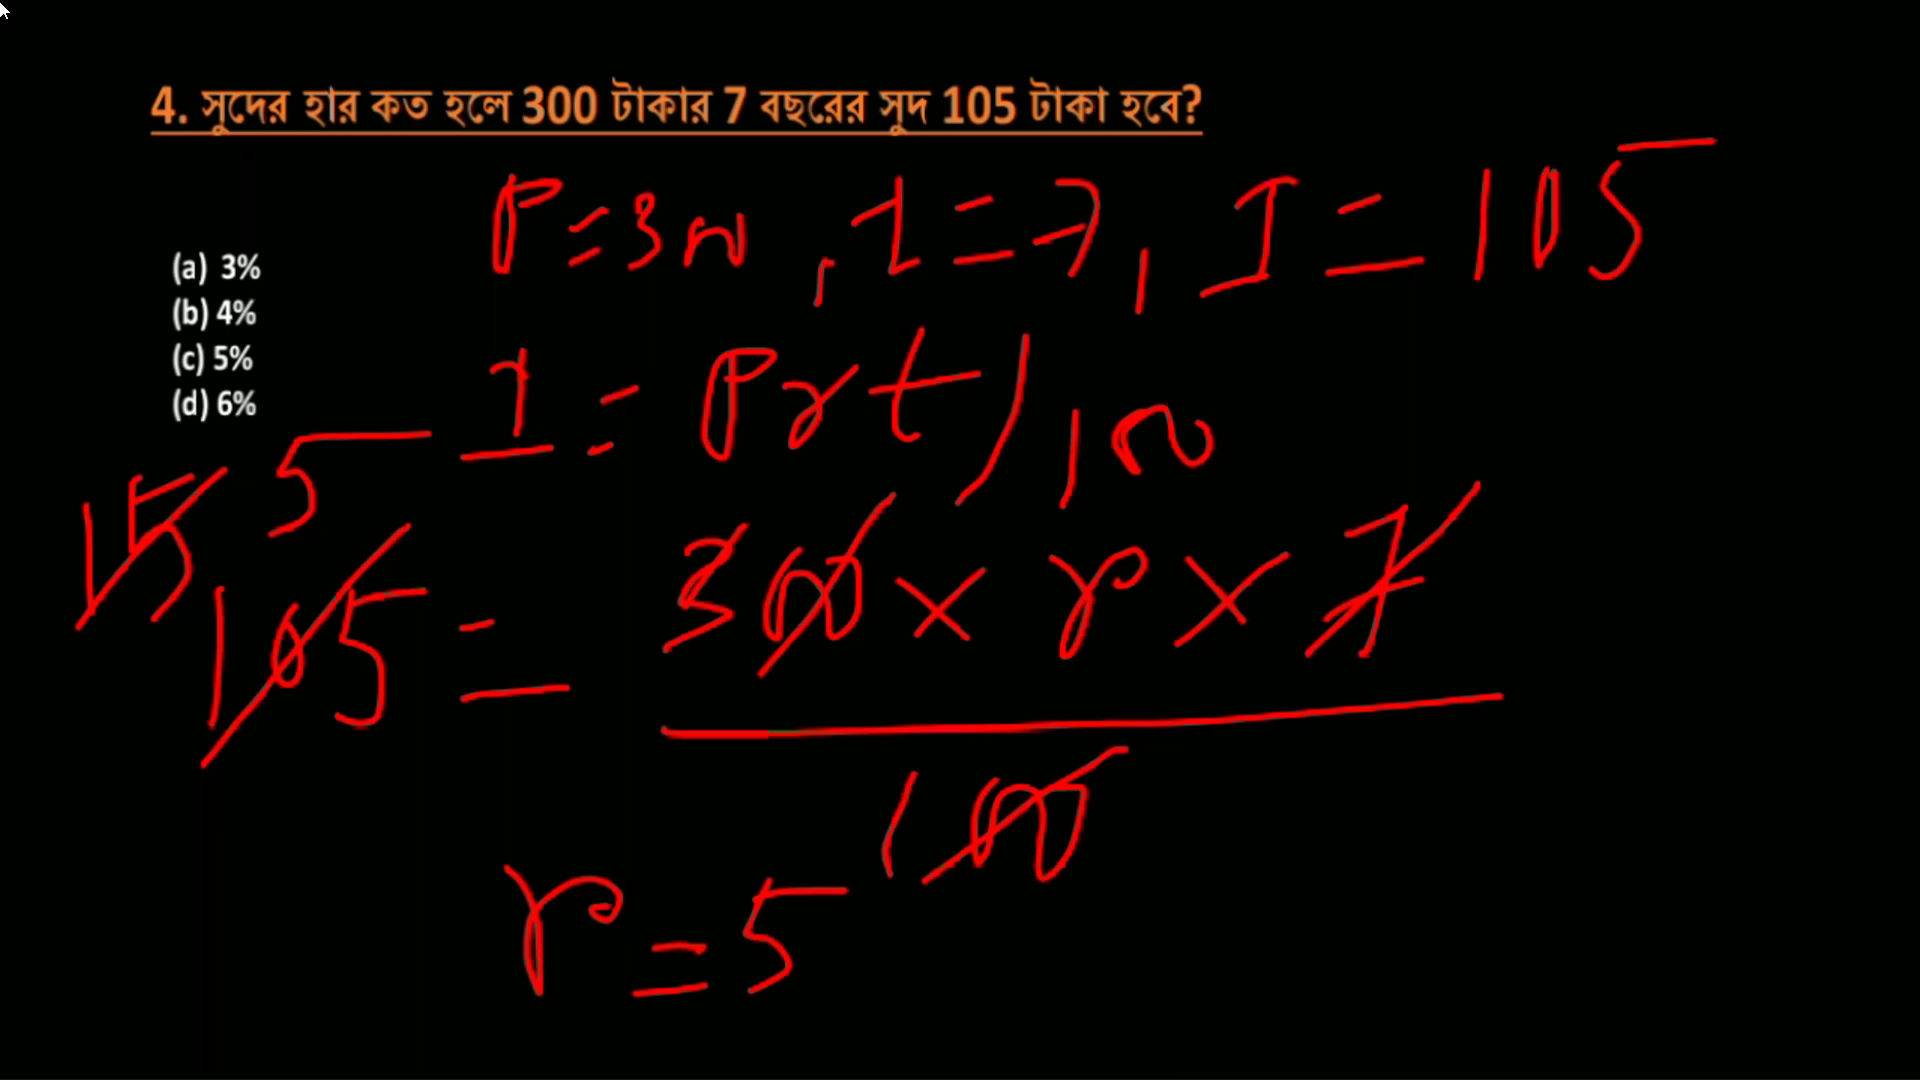 4. সুদের হার কত হলে 300 টাকার 7 বছরের সুদ 105 টাকা হবে?
P = 300, t = 7, I = 105
(a) 3%
(b) 4%
(c) 5%
(d) 6%
I = Prt/100
15 5
105 = 300 × r × 7
100
r = 5